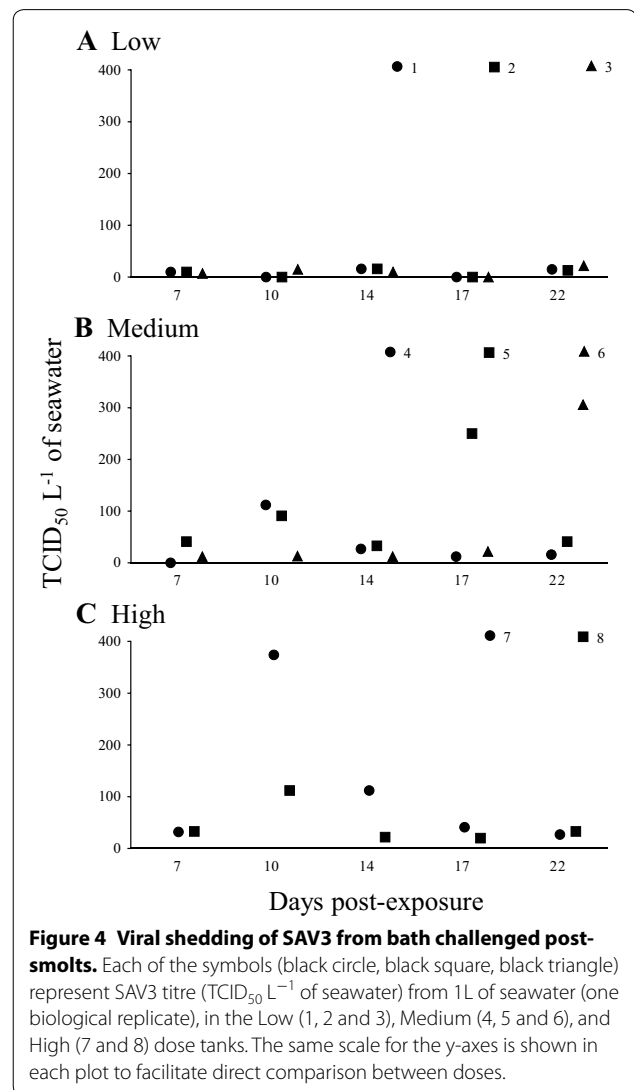 A Low
1 2 3
400
300
200
100
0
7 10 14 17 22
B Medium
4 5 6
400
300
200
100
0
7 10 14 17 22
C High
7 8
400
300
200
100
0
7 10 14 17 22
TCID50 L-1 of seawater
Days post-exposure
Figure 4 Viral shedding of SAV3 from bath challenged post-
smolts. Each of the symbols (black circle, black square, black triangle)
represent SAV3 titre (TCID50 L−1 of seawater) from 1L of seawater (one
biological replicate), in the Low (1, 2 and 3), Medium (4, 5 and 6), and
High (7 and 8) dose tanks. The same scale for the y-axes is shown in
each plot to facilitate direct comparison between doses.